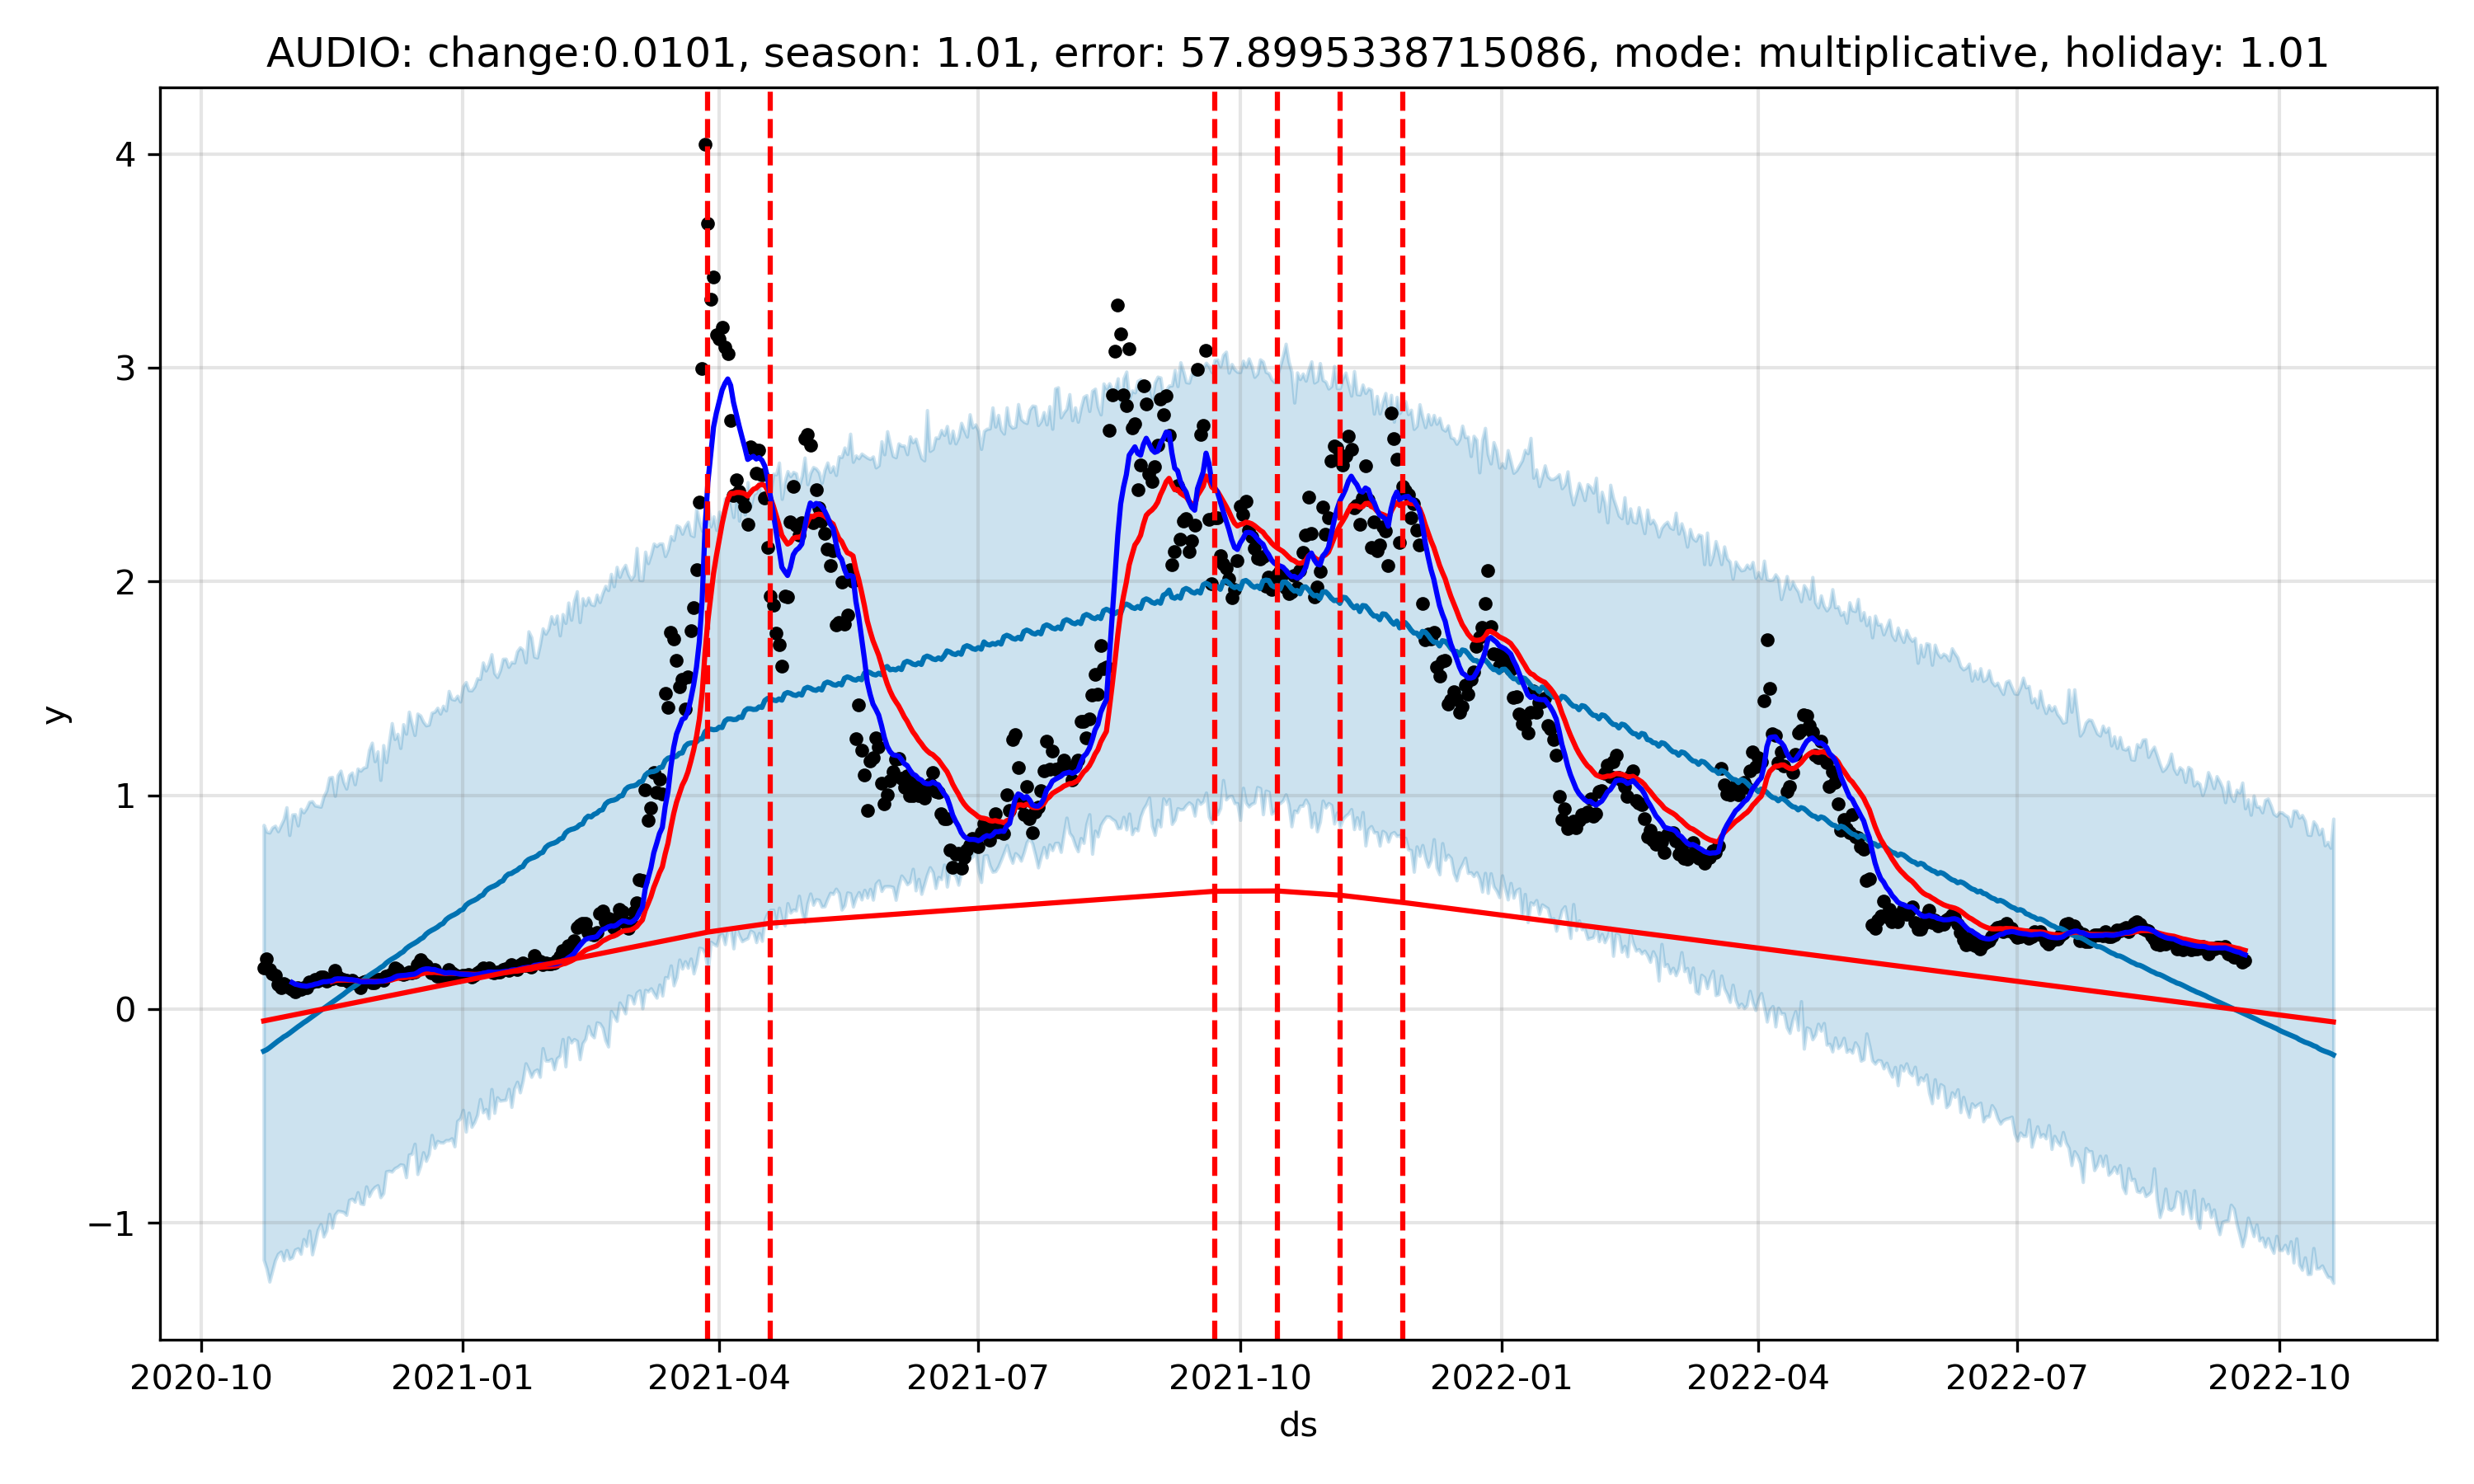 AUDIO: change:0.0101, season: 1.01, error: 57.8995338715086, mode: multiplicative, holiday: 1.01
4
3
2
1
0
−1
y
2020-10 2021-01 2021-04 2021-07 2021-10 2022-01 2022-04 2022-07 2022-10
ds